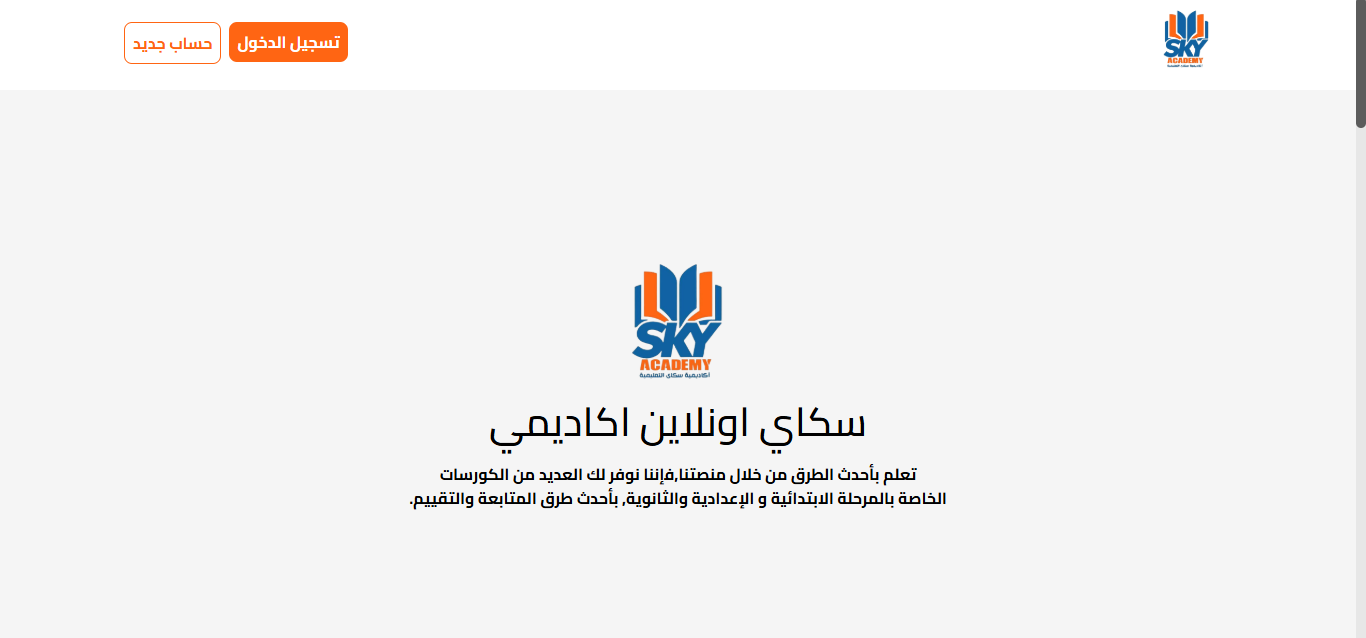 SKY
ACADEMY
تسجيل الدخول
حساب جديد
SKY
ACADEMY
أكاديمية سكاي التعليمية
سكاي اونلاين اكاديمي
تعلم بأحدث الطرق من خلال منصتنا,فإننا نوفر لك العديد من الكورسات
الخاصة بالمرحلة الابتدائية و الإعدادية والثانوية, بأحدث طرق المتابعة والتقييم.